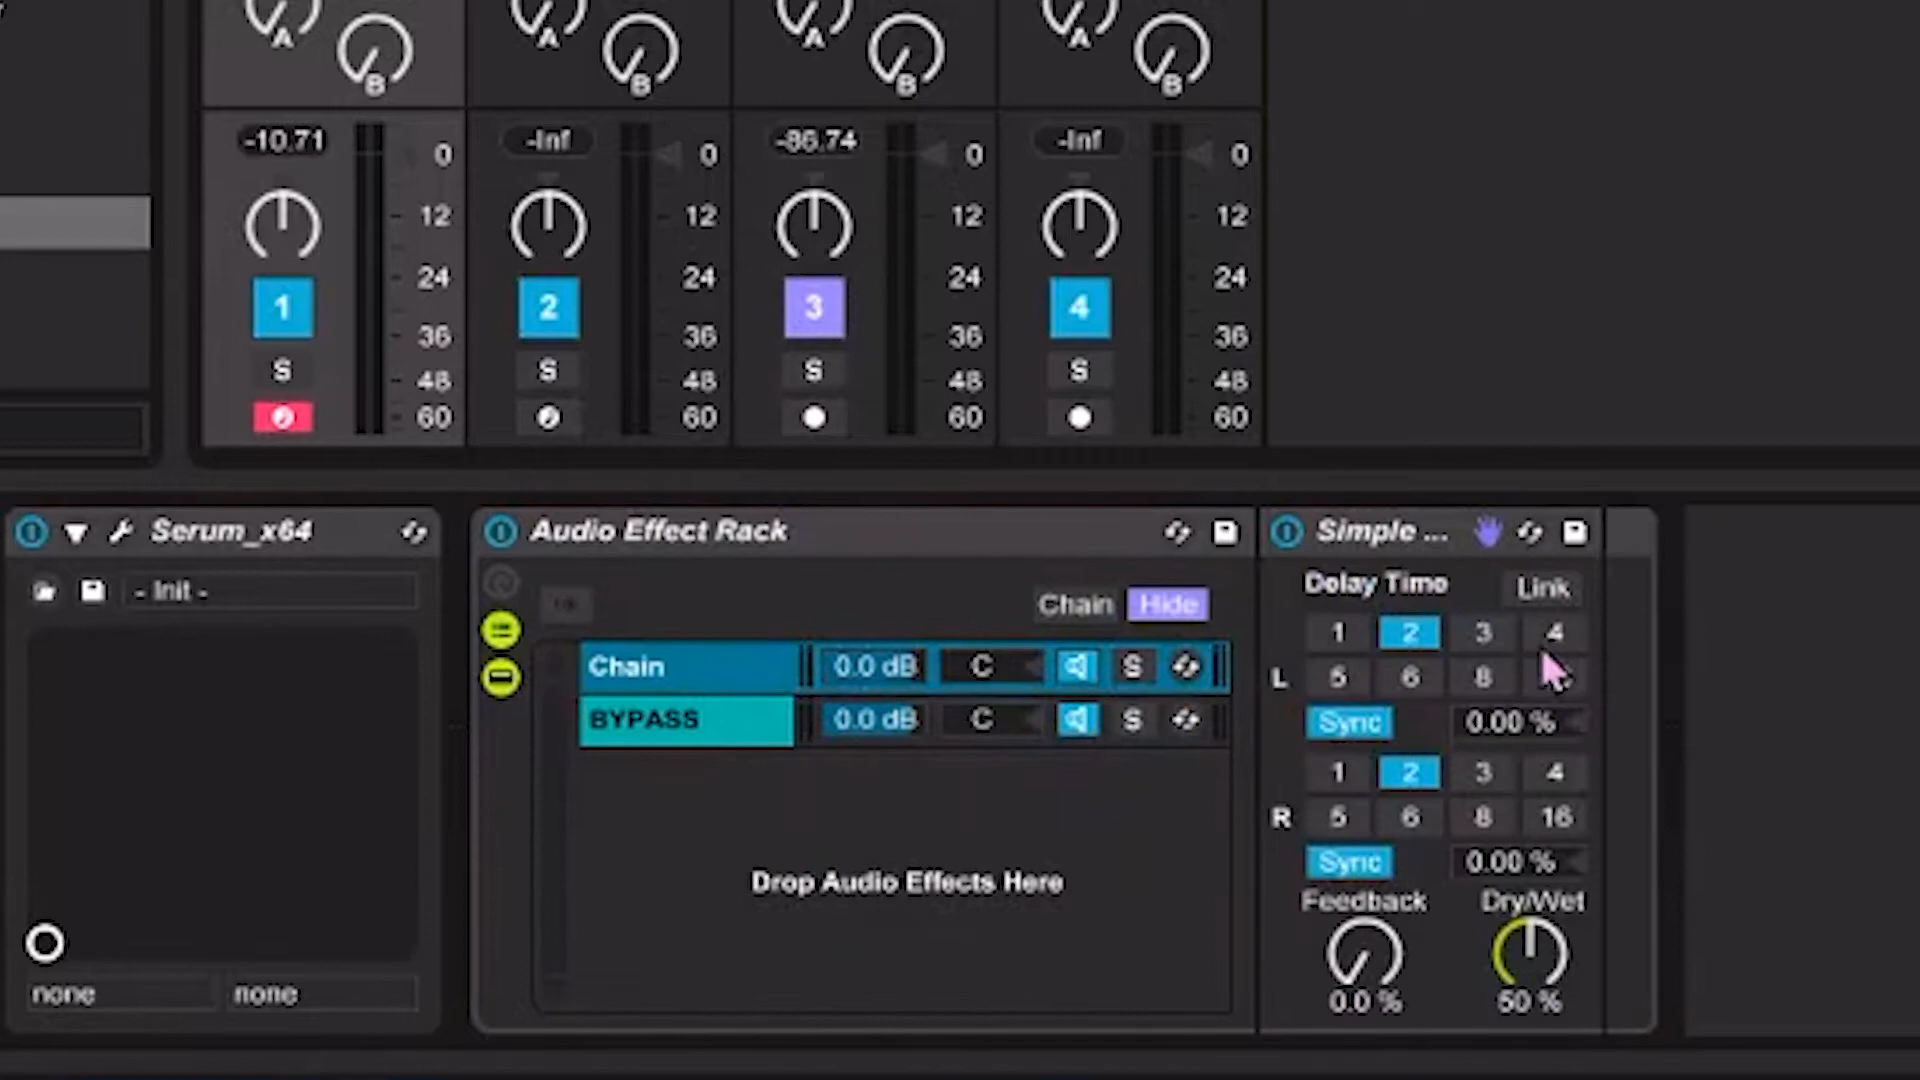 A B A B A B A B
-10.71 -Inf -86.74 -Inf
0 0 0 0
12 12 12 12
24 24 24 24
1 2 3 4
36 36 36 36
S S S S
48 48 48 48
60 60 60 60
Serum_x64
- Init -
none none
Audio Effect Rack
Chain Hide
Chain 0.0 dB C S
BYPASS 0.0 dB C S
Drop Audio Effects Here
Simple ...
Delay Time Link
1 2 3 4
L 5 6 8
Sync 0.00 %
1 2 3 4
R 5 6 8 16
Sync 0.00 %
Feedback Dry/Wet
0.0 % 50 %